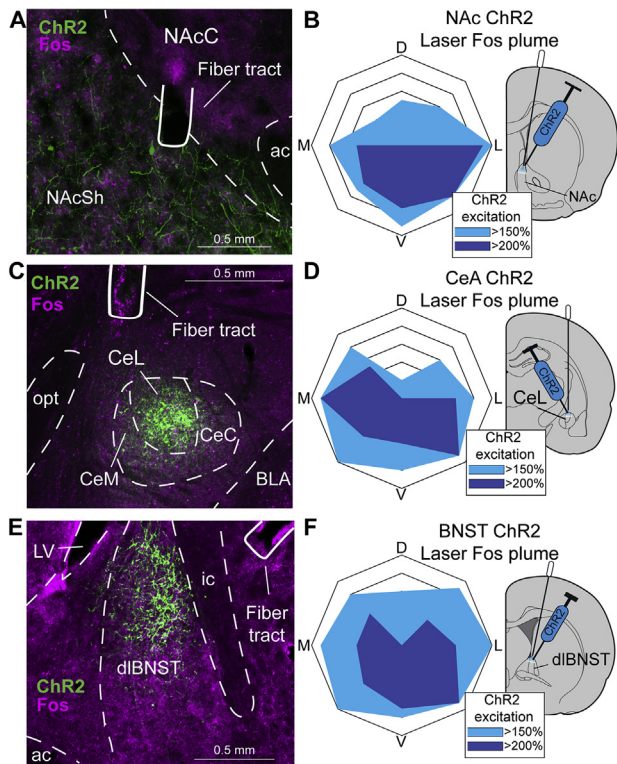 A
ChR2
Fos
NAcC
Fiber tract
ac
NAcSh
0.5 mm
B
NAc ChR2
Laser Fos plume
D
M
L
V
ChR2
NAc
ChR2
excitation
>150%
>200%
C
ChR2
Fos
0.5 mm
Fiber tract
CeL
opt
CeC
CeM
BLA
D
CeA ChR2
Laser Fos plume
D
M
L
V
ChR2
CeL
ChR2
excitation
>150%
>200%
E
LV
ic
Fiber
tract
dlBNST
ChR2
Fos
ac
0.5 mm
F
BNST ChR2
Laser Fos plume
D
M
L
V
ChR2
dlBNST
ChR2
excitation
>150%
>200%